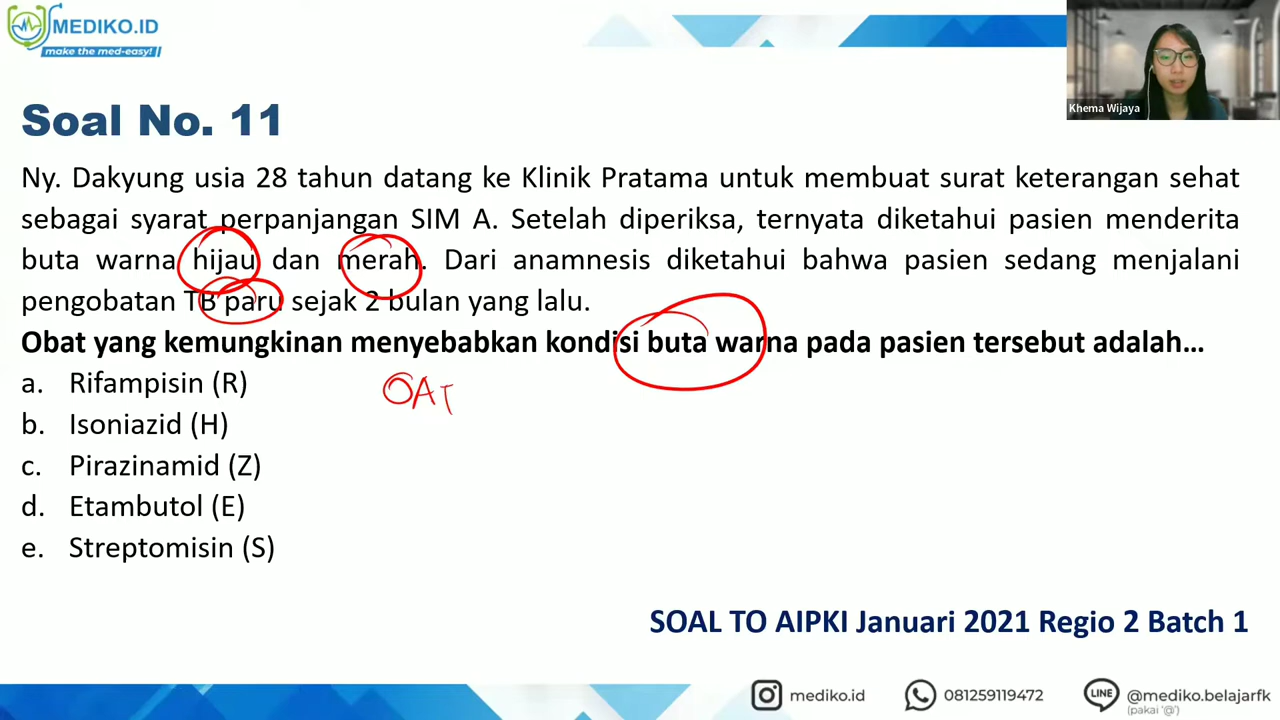 MEDIKO.ID
make the med-easy!
Khema Wijaya
Soal No. 11
Ny. Dakyung usia 28 tahun datang ke Klinik Pratama untuk membuat surat keterangan sehat
sebagai syarat perpanjangan SIM A. Setelah diperiksa, ternyata diketahui pasien menderita
buta warna hijau dan merah. Dari anamnesis diketahui bahwa pasien sedang menjalani
pengobatan TB paru sejak 2 bulan yang lalu.
Obat yang kemungkinan menyebabkan kondisi buta warna pada pasien tersebut adalah...
a. Rifampisin (R)
OAT
b. Isoniazid (H)
c. Pirazinamid (Z)
d. Etambutol (E)
e. Streptomisin (S)
SOAL TO AIPKI Januari 2021 Regio 2 Batch 1
mediko.id
081259119472
LINE
@mediko.belajarfk
(pakai '@')